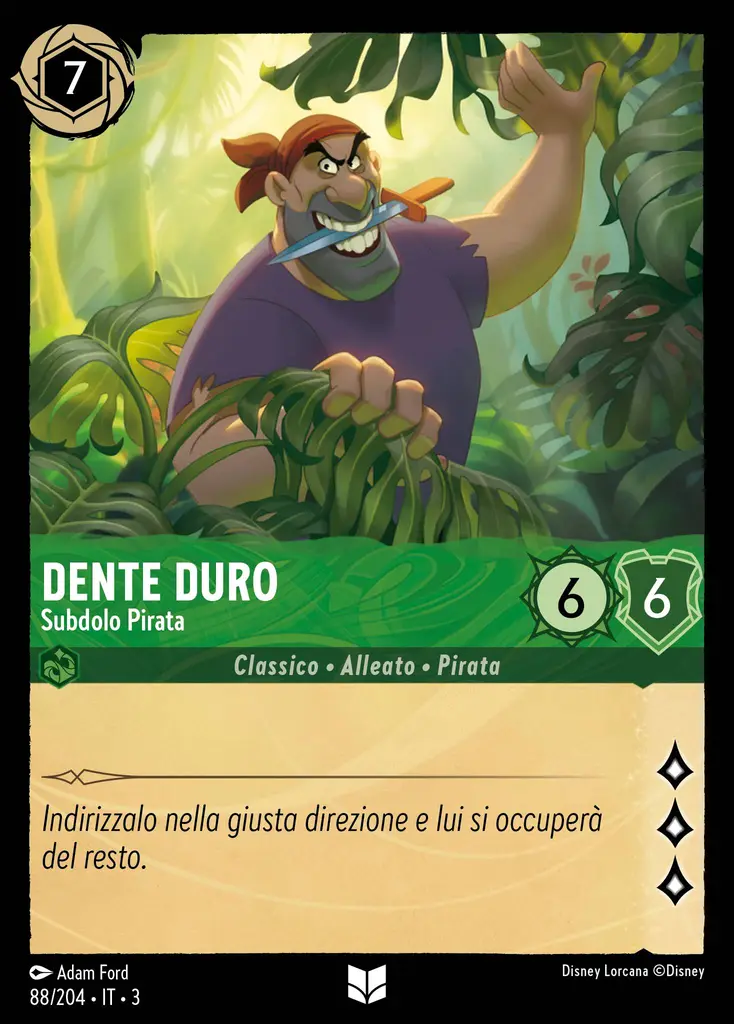 7
DENTE DURO
Subdolo Pirata
6
6
Classico • Alleato • Pirata
Indirizzalo nella giusta direzione e lui si occuperà
del resto.
Adam Ford
Disney Lorcana ©Disney
88/204 • IT • 3